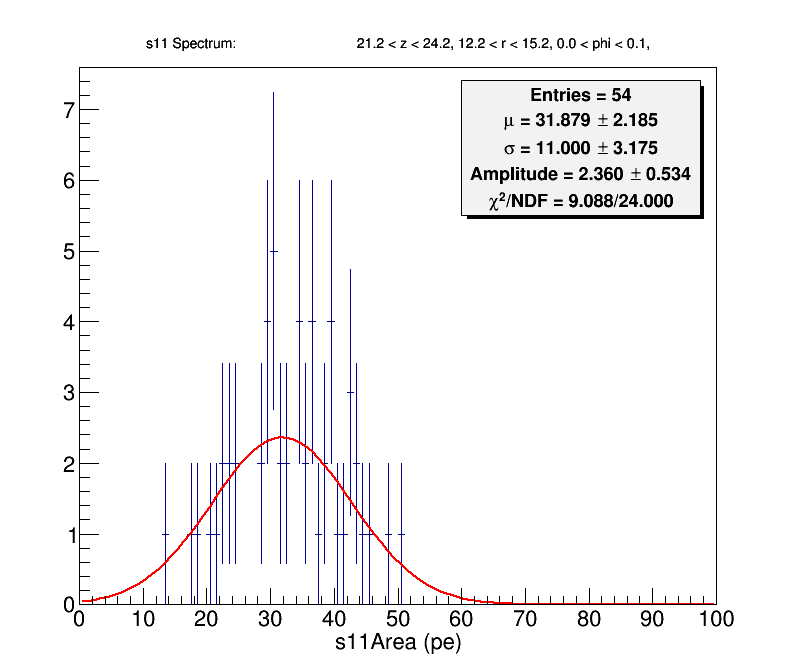 s11 Spectrum: 21.2 < z < 24.2, 12.2 < r < 15.2, 0.0 < phi < 0.1,
Entries = 54
μ = 31.879 ± 2.185
σ = 11.000 ± 3.175
Amplitude = 2.360 ± 0.534
χ²/NDF = 9.088/24.000
7
6
5
4
3
2
1
0
0 10 20 30 40 50 60 70 80 90 100
s11Area (pe)